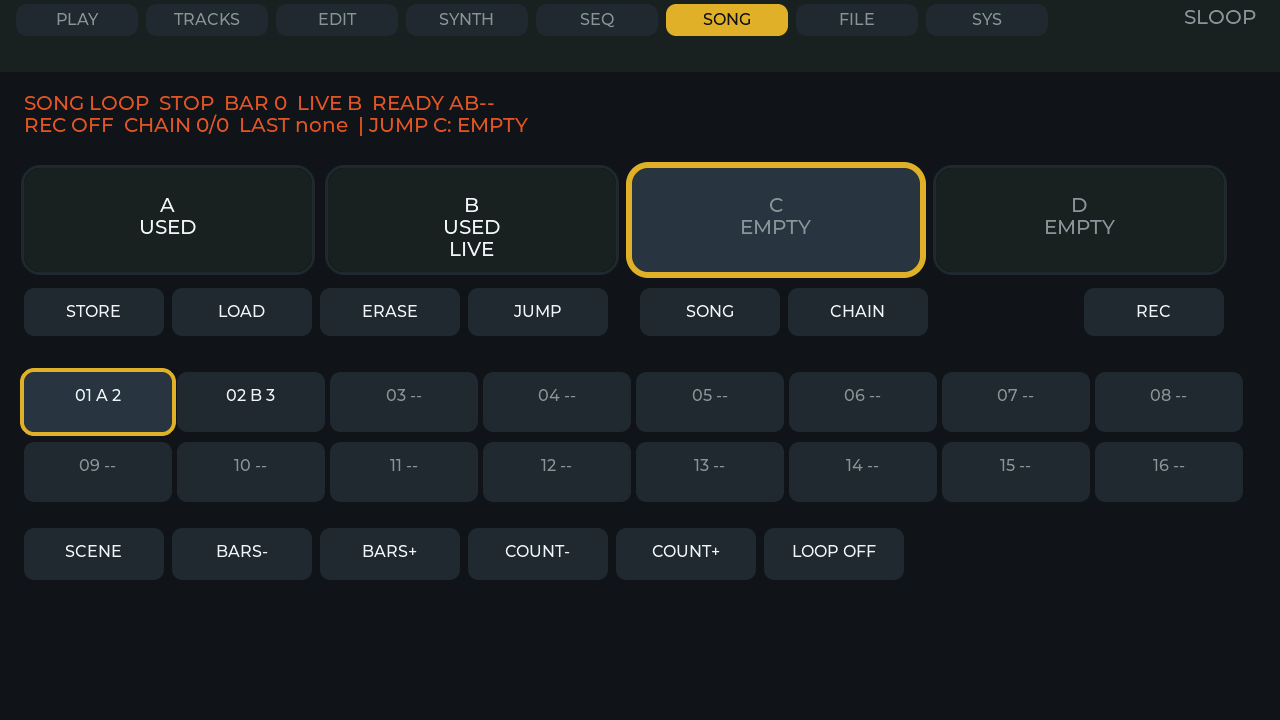 PLAY TRACKS EDIT SYNTH SEQ SONG FILE SYS SLOOP
SONG LOOP STOP BAR 0 LIVE B READY AB--
REC OFF CHAIN 0/0 LAST none | JUMP C: EMPTY
A
USED
B
USED
LIVE
C
EMPTY
D
EMPTY
STORE LOAD ERASE JUMP SONG CHAIN REC
01 A 2 02 B 3 03 -- 04 -- 05 -- 06 -- 07 -- 08 --
09 -- 10 -- 11 -- 12 -- 13 -- 14 -- 15 -- 16 --
SCENE BARS- BARS+ COUNT- COUNT+ LOOP OFF